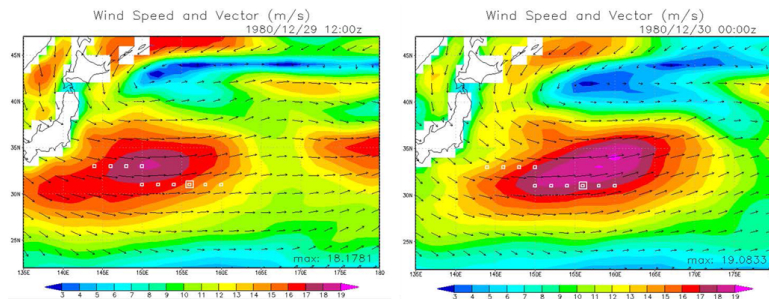 Wind Speed and Vector (m/s)
1980/12/29 12:00z
45N
40N
35N
30N
25N
max: 18.1781
135E 140E 145E 150E 155E 160E 165E 170E 175E 180
3 4 5 6 7 8 9 10 11 12 13 14 15 16 17 18 19
Wind Speed and Vector (m/s)
1980/12/30 00:00z
45N
40N
35N
30N
25N
max: 19.0833
135E 140E 145E 150E 155E 160E 165E 170E 175E
3 4 5 6 7 8 9 10 11 12 13 14 15 16 17 18 19